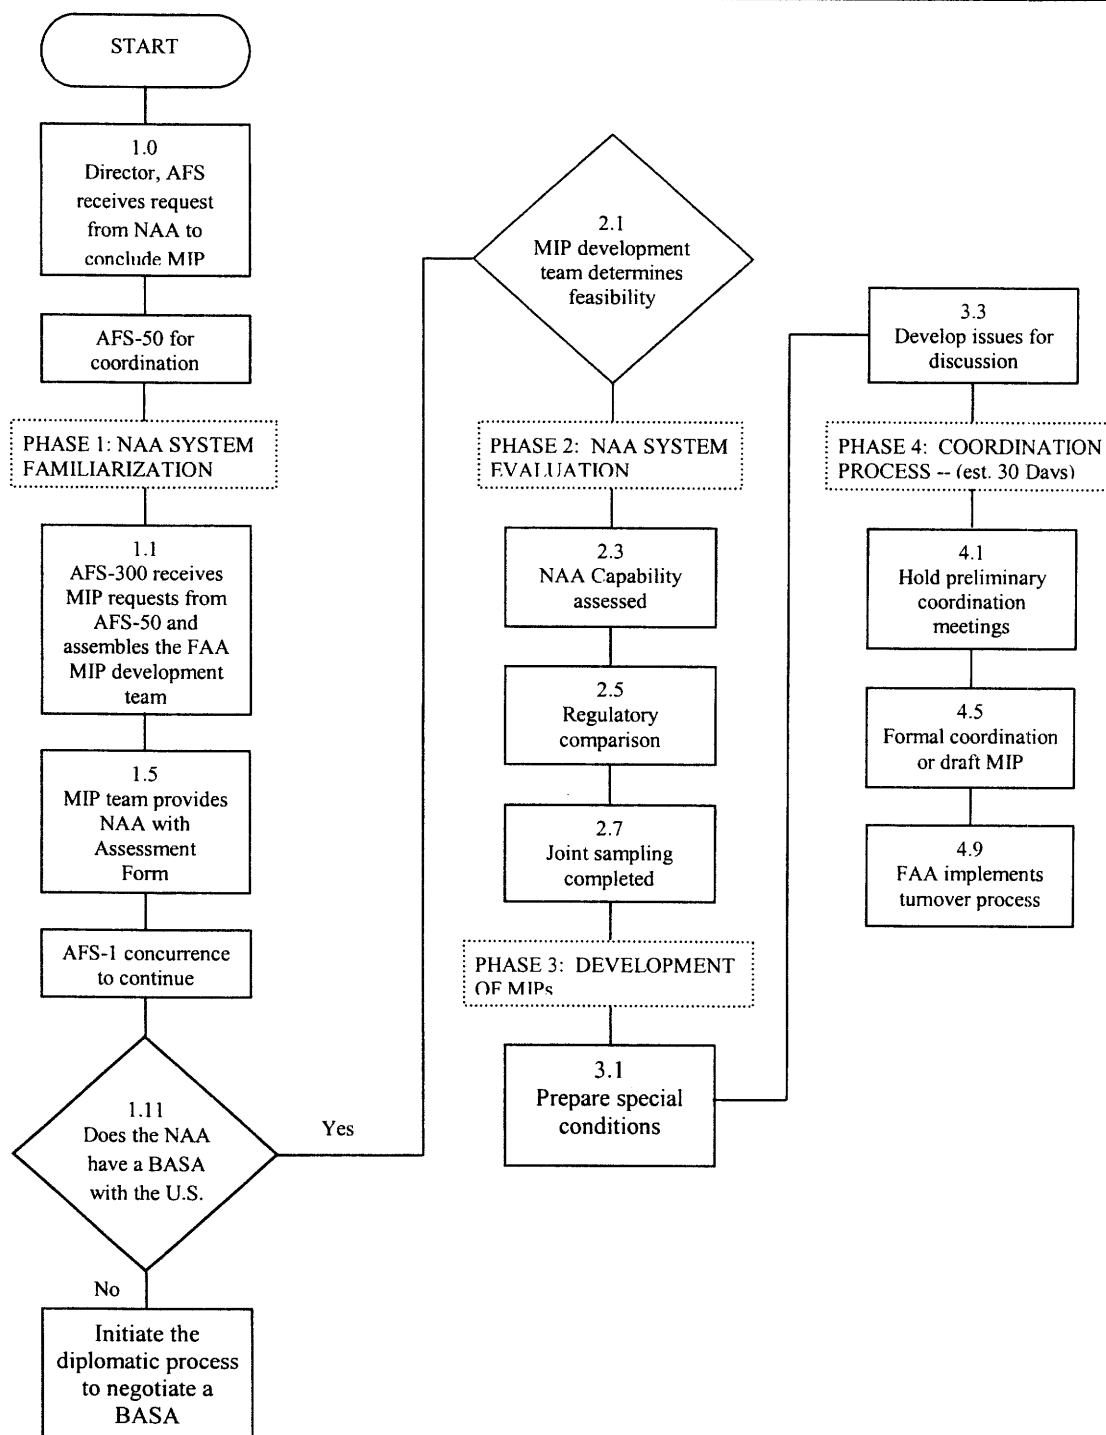 START
1.0
Director, AFS
receives request
from NAA to
conclude MIP
AFS-50 for
coordination
PHASE 1: NAA SYSTEM
FAMILIARIZATION
1.1
AFS-300 receives
MIP requests from
AFS-50 and
assembles the FAA
MIP development
team
1.5
MIP team provides
NAA with
Assessment
Form
AFS-1 concurrence
to continue
1.11
Does the NAA
have a BASA
with the U.S.
Yes
No
Initiate the
diplomatic process
to negotiate a
BASA
2.1
MIP development
team determines
feasibility
PHASE 2: NAA SYSTEM
EVALUATION
2.3
NAA Capability
assessed
2.5
Regulatory
comparison
2.7
Joint sampling
completed
PHASE 3: DEVELOPMENT
OF MIPs
3.1
Prepare special
conditions
3.3
Develop issues for
discussion
PHASE 4: COORDINATION
PROCESS -- (est. 30 Days)
4.1
Hold preliminary
coordination
meetings
4.5
Formal coordination
or draft MIP
4.9
FAA implements
turnover process